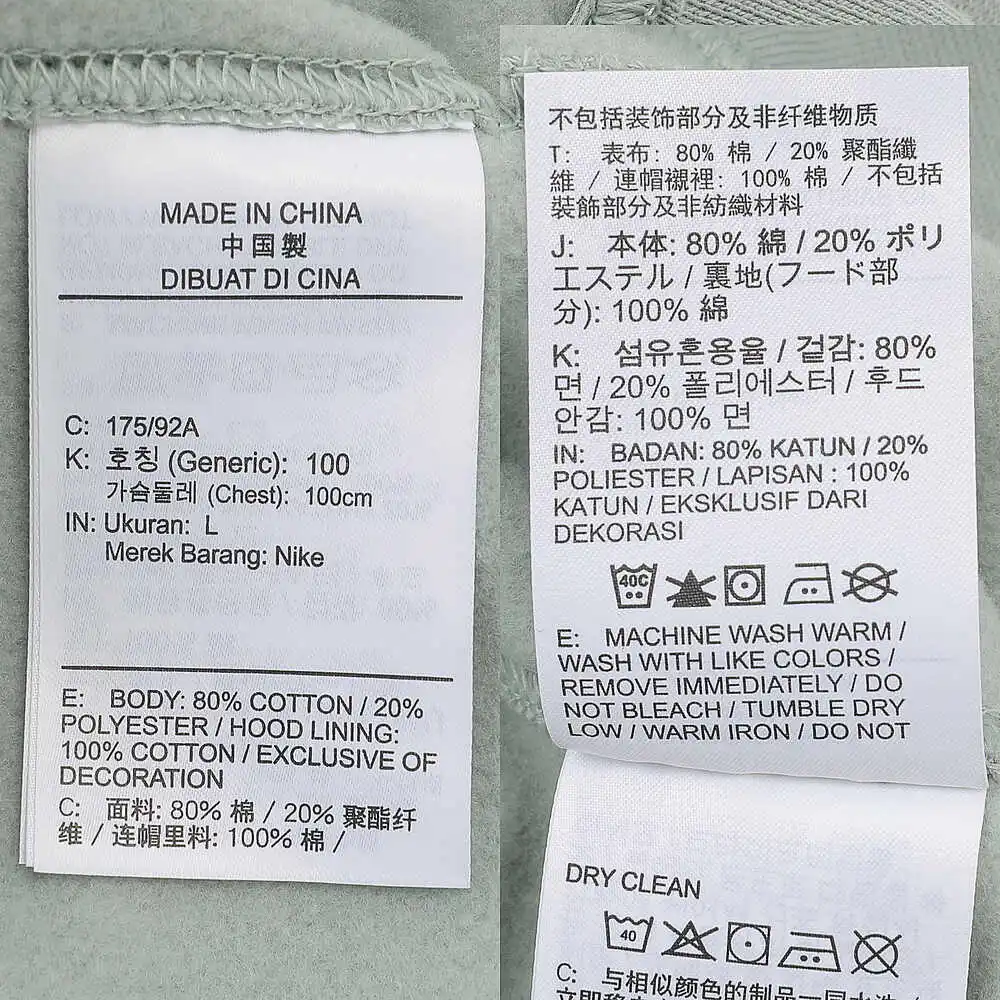 MADE IN CHINA
中国製
DIBUAT DI CINA
C: 175/92A
K: 호칭 (Generic): 100
가슴둘레 (Chest): 100cm
IN: Ukuran: L
Merek Barang: Nike
E: BODY: 80% COTTON / 20%
POLYESTER / HOOD LINING:
100% COTTON / EXCLUSIVE OF
DECORATION
C: 面料: 80% 棉 / 20% 聚酯纤
维 / 连帽里料: 100% 棉 /
不包括装饰部分及非纤维物质
T: 表布: 80% 棉 / 20% 聚酯纖
維 / 連帽襯裡: 100% 棉 / 不包括
裝飾部分及非紡織材料
J: 本体: 80% 綿 / 20% ポリ
エステル / 裏地(フード部
分): 100% 綿
K: 섬유혼용율 / 겉감: 80%
면 / 20% 폴리에스터 / 후드
안감: 100% 면
IN: BADAN: 80% KATUN / 20%
POLIESTER / LAPISAN : 100%
KATUN / EKSKLUSIF DARI
DEKORASI
40C
E: MACHINE WASH WARM /
WASH WITH LIKE COLORS /
REMOVE IMMEDIATELY / DO
NOT BLEACH / TUMBLE DRY
LOW / WARM IRON / DO NOT
DRY CLEAN
40
C: 与相似颜色的制品一同水洗